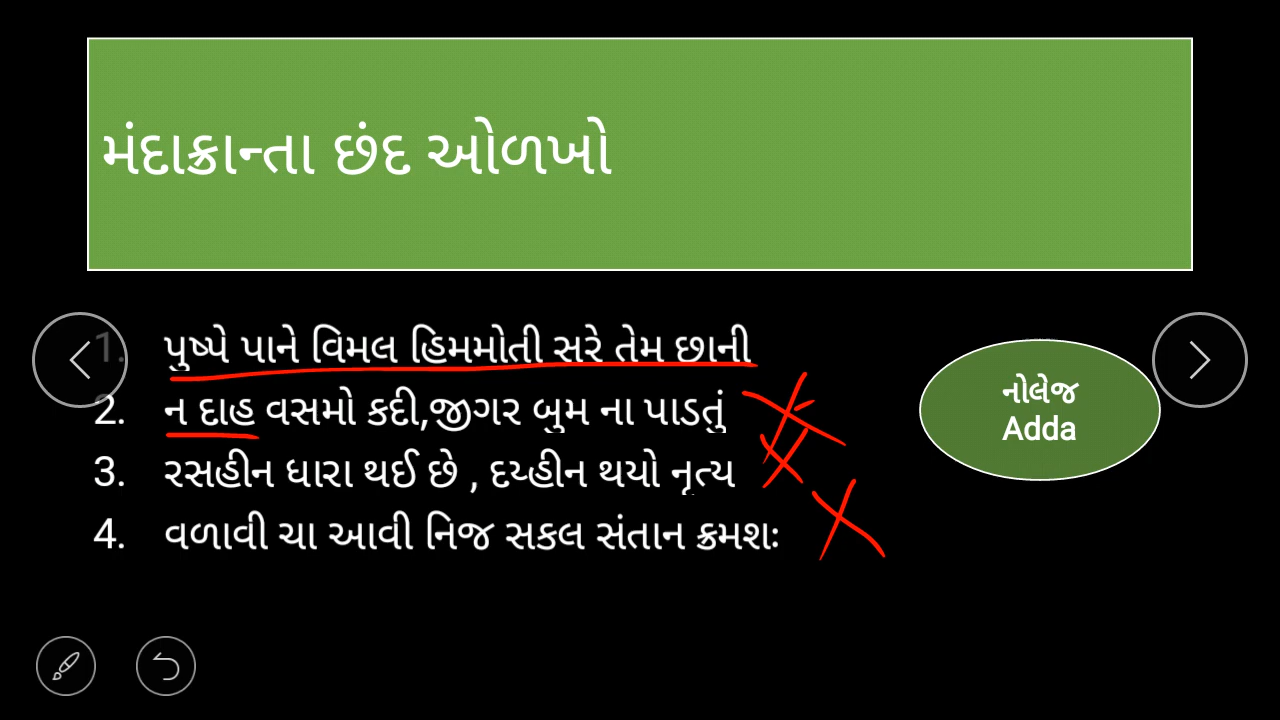 મંદાક્રાન્તા છંદ ઓળખો
1. પુષ્પે પાને વિમલ હિમમોતી સરે તેમ છાની
2. ન દાહ વસમો કદી,જીગર બુમ ના પાડતું
3. રસહીન ધારા થઈ છે , દય્હીન થયો નૃત્ય
4. વળાવી ચા આવી નિજ સકલ સંતાન ક્રમશઃ
નોલેજ
Adda